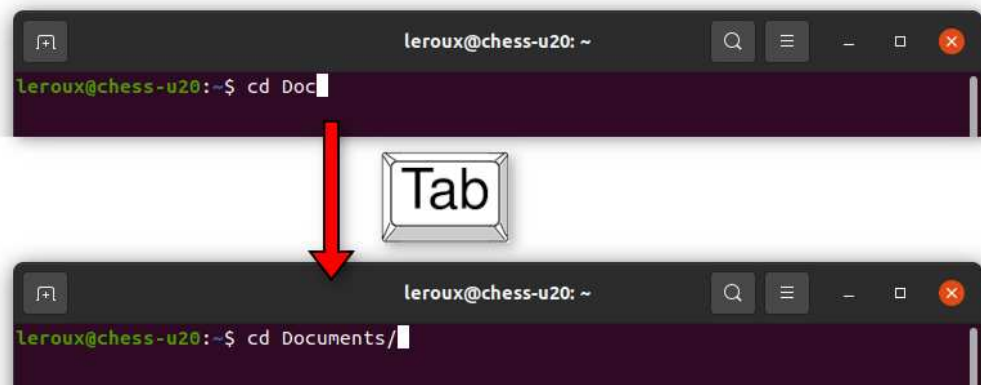 leroux@chess-u20: ~
leroux@chess-u20:~$ cd Doc
Tab
leroux@chess-u20: ~
leroux@chess-u20:~$ cd Documents/